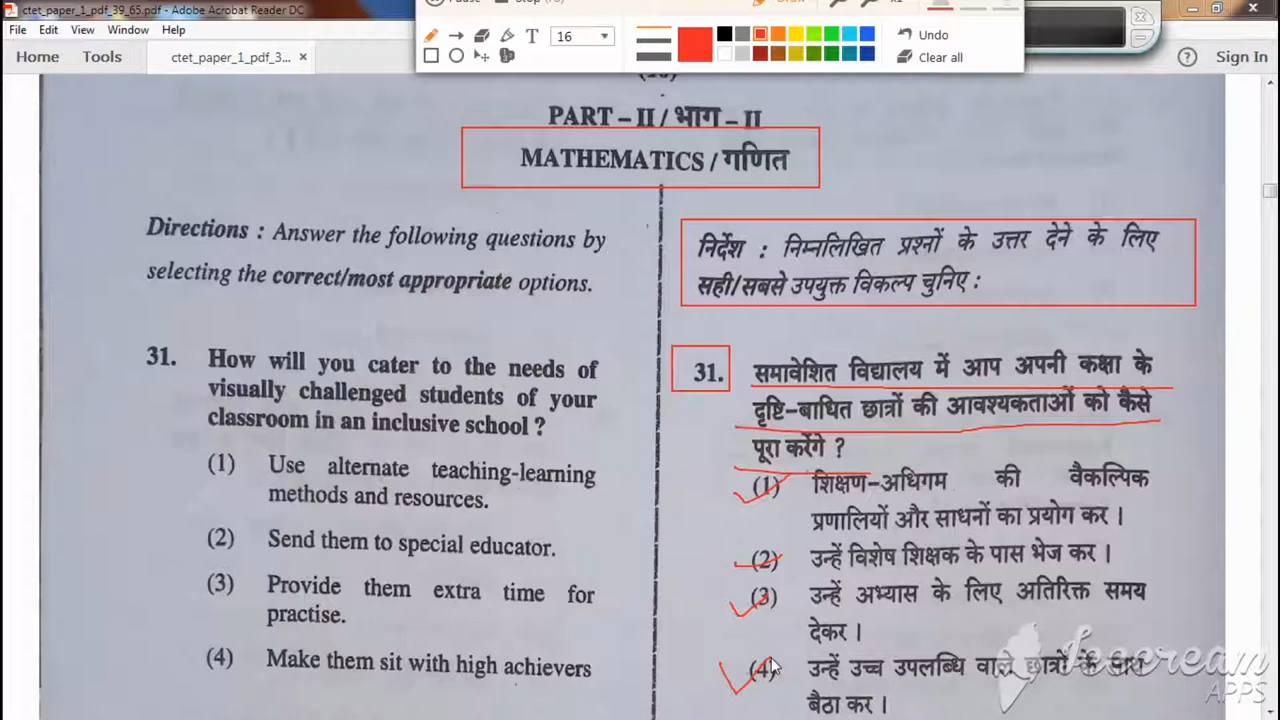 ctet_paper_1_pdf_39_65.pdf - Adobe Acrobat Reader DC
File Edit View Window Help
T 16 Undo
Clear all
Home Tools ctet_paper_1_pdf_3... × Sign In
PART – II / भाग – II
MATHEMATICS / गणित
Directions : Answer the following questions by
selecting the correct/most appropriate options.
31. How will you cater to the needs of
visually challenged students of your
classroom in an inclusive school ?
(1) Use alternate teaching-learning
methods and resources.
(2) Send them to special educator.
(3) Provide them extra time for
practise.
(4) Make them sit with high achievers
निर्देश : निम्नलिखित प्रश्नों के उत्तर देने के लिए
सही/सबसे उपयुक्त विकल्प चुनिए :
31. समावेशित विद्यालय में आप अपनी कक्षा के
दृष्टि-बाधित छात्रों की आवश्यकताओं को कैसे
पूरा करेंगे ?
(1) शिक्षण-अधिगम की वैकल्पिक
प्रणालियों और साधनों का प्रयोग कर ।
(2) उन्हें विशेष शिक्षक के पास भेज कर ।
(3) उन्हें अभ्यास के लिए अतिरिक्त समय
देकर ।
(4) उन्हें उच्च उपलब्धि वाले छात्रों के
बैठा कर ।
Icecream
APPS